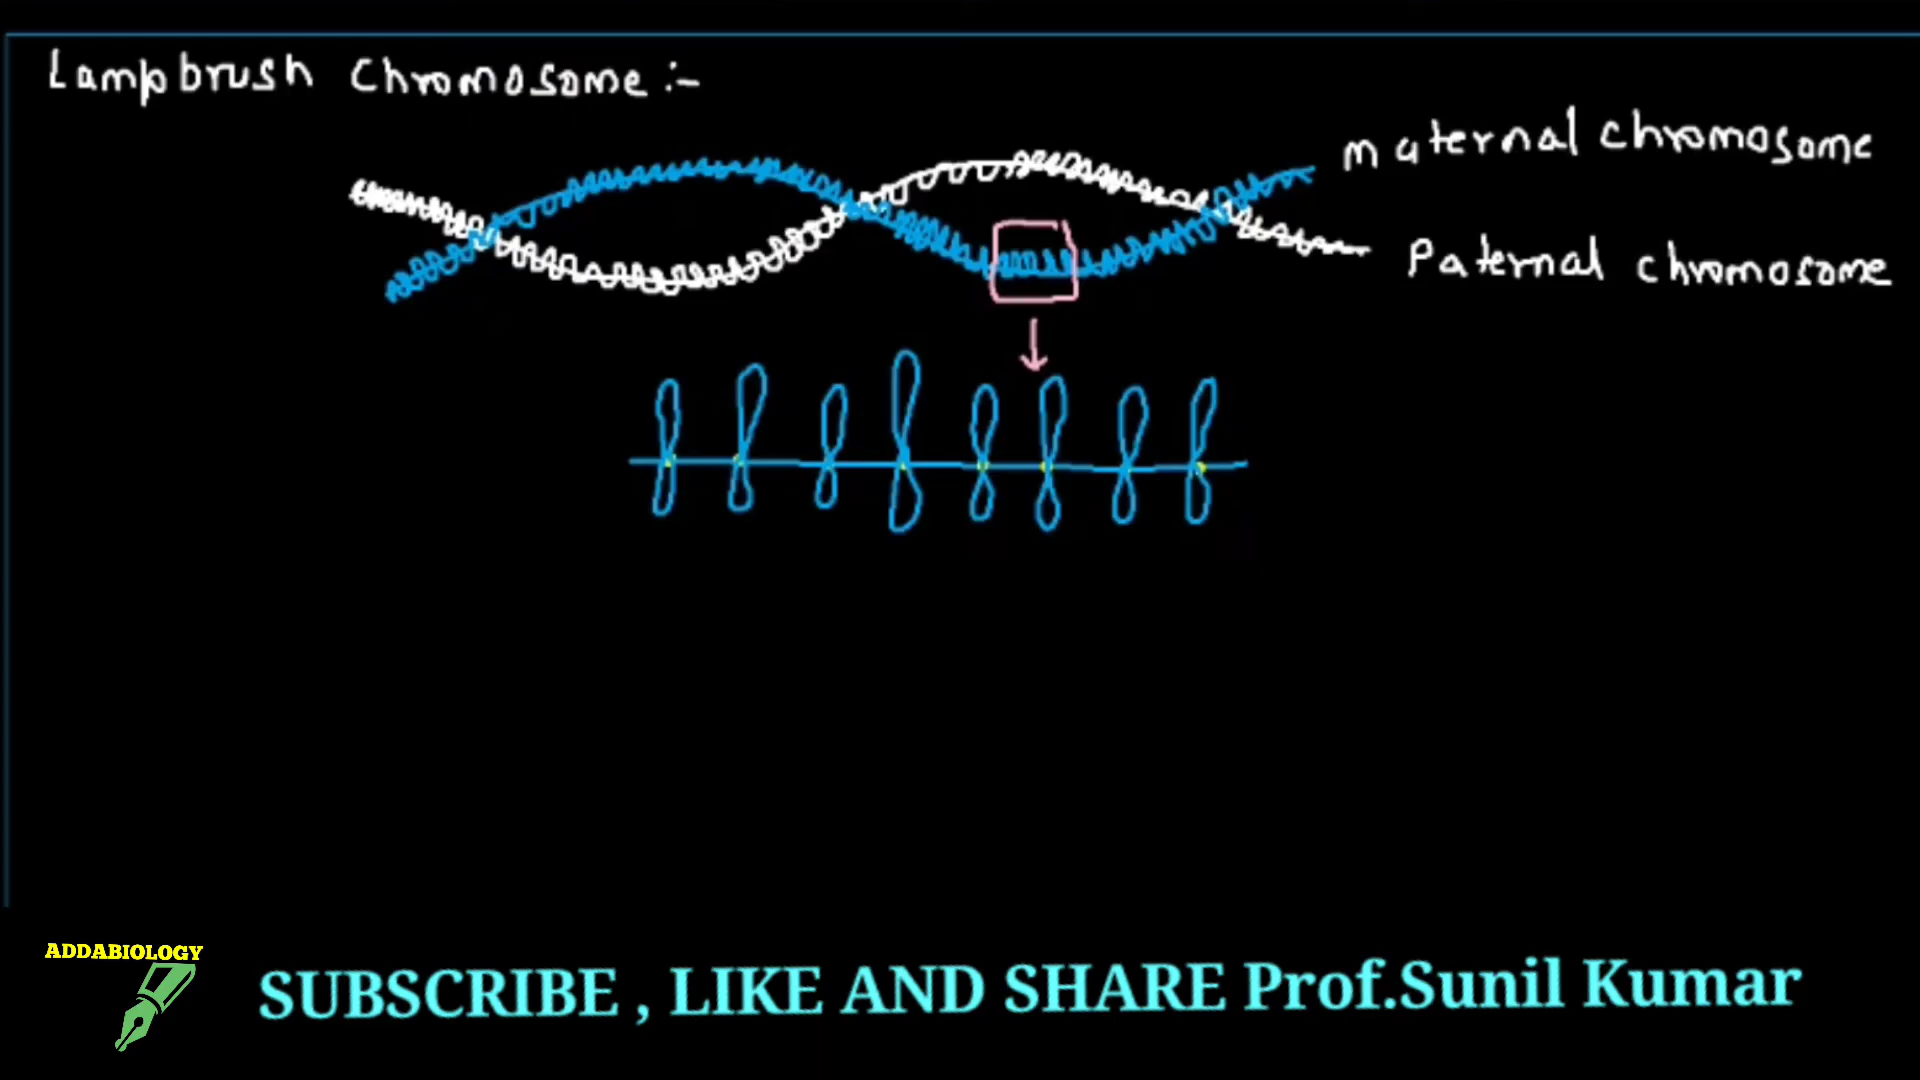 Lampbrush Chromosome :-
maternal chromosome
Paternal chromosome
ADDABIOLOGY
SUBSCRIBE , LIKE AND SHARE Prof.Sunil Kumar